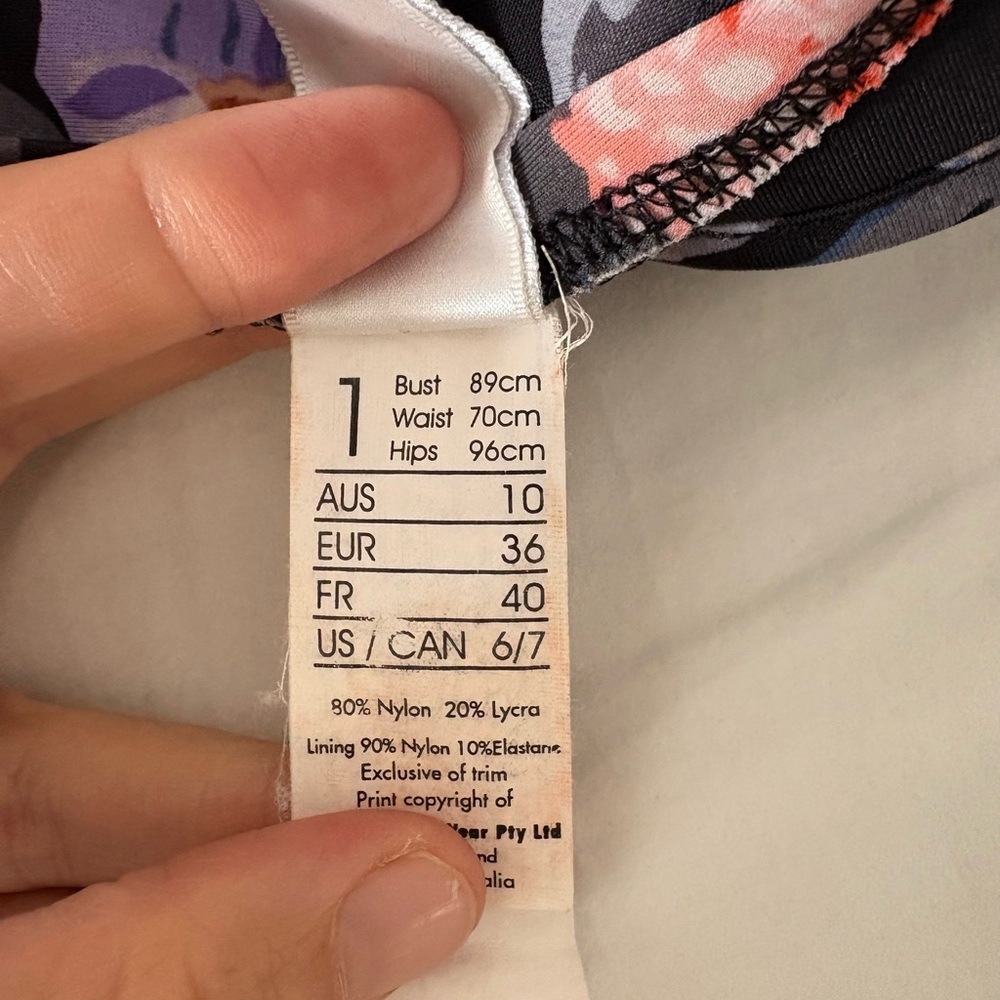 1
Bust 89cm
Waist 70cm
Hips 96cm
AUS 10
EUR 36
FR 40
US / CAN 6/7
80% Nylon 20% Lycra
Lining 90% Nylon 10%Elastane
Exclusive of trim
Print copyright of
Pty Ltd